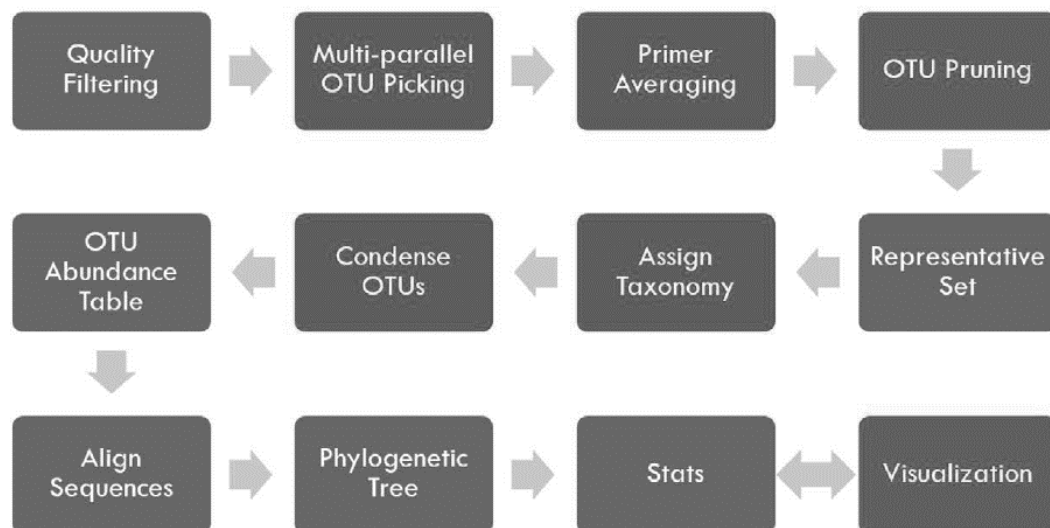 Quality
Filtering
Multi-parallel
OTU Picking
Primer
Averaging
OTU Pruning
Representative
Set
Assign
Taxonomy
Condense
OTUs
OTU
Abundance
Table
Align
Sequences
Phylogenetic
Tree
Stats
Visualization